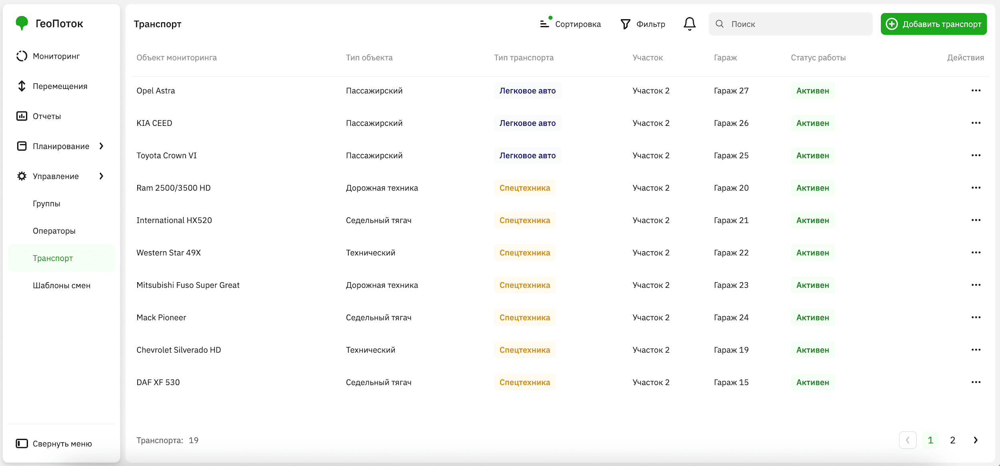 ГеоПоток
Мониторинг
Перемещения
Отчеты
Планирование
Управление
Группы
Операторы
Транспорт
Шаблоны смен
Свернуть меню
Транспорт
Сортировка
Фильтр
Поиск
Добавить транспорт
Объект мониторинга Тип объекта Тип транспорта Участок Гараж Статус работы Действия
Opel Astra Пассажирский Легковое авто Участок 2 Гараж 27 Активен
KIA CEED Пассажирский Легковое авто Участок 2 Гараж 26 Активен
Toyota Crown VI Пассажирский Легковое авто Участок 2 Гараж 25 Активен
Ram 2500/3500 HD Дорожная техника Спецтехника Участок 2 Гараж 20 Активен
International HX520 Седельный тягач Спецтехника Участок 2 Гараж 21 Активен
Western Star 49X Технический Спецтехника Участок 2 Гараж 22 Активен
Mitsubishi Fuso Super Great Дорожная техника Спецтехника Участок 2 Гараж 23 Активен
Mack Pioneer Седельный тягач Спецтехника Участок 2 Гараж 24 Активен
Chevrolet Silverado HD Технический Спецтехника Участок 2 Гараж 19 Активен
DAF XF 530 Седельный тягач Спецтехника Участок 2 Гараж 15 Активен
Транспорта: 19
1 2